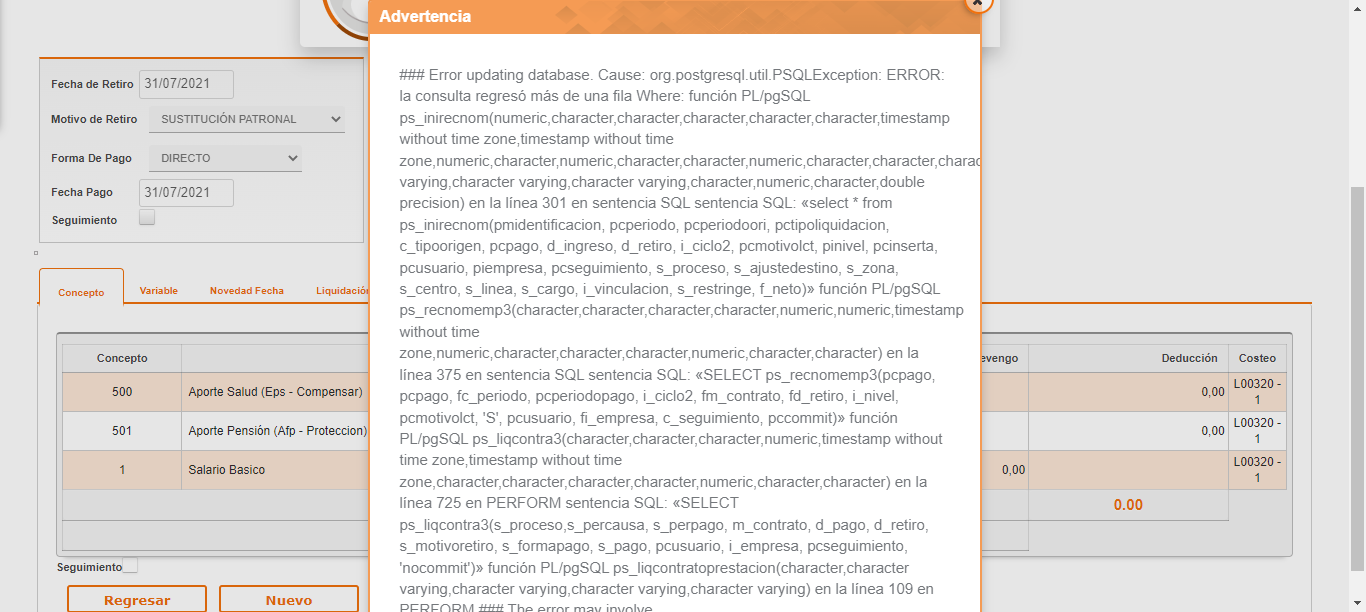 Advertencia
Fecha de Retiro 31/07/2021
Motivo de Retiro SUSTITUCIÓN PATRONAL
Forma De Pago DIRECTO
Fecha Pago 31/07/2021
Seguimiento
### Error updating database. Cause: org.postgresql.util.PSQLException: ERROR:
la consulta regresó más de una fila Where: función PL/pgSQL
ps_inirecnom(numeric,character,character,character,character,character,timestamp
without time zone,timestamp without time
zone,numeric,character,numeric,character,character,numeric,character,character,charac
varying,character varying,character varying,character,numeric,character,double
precision) en la línea 301 en sentencia SQL sentencia SQL: «select * from
ps_inirecnom(pmidentificacion, pcperiodo, pcperiodoori, pctipoliquidacion,
c_tipoorigen, pcpago, d_ingreso, d_retiro, i_ciclo2, pcmotivolct, pinivel, pcinserta,
pcusuario, piempresa, pcseguimiento, s_proceso, s_ajustedestino, s_zona,
s_centro, s_linea, s_cargo, i_vinculacion, s_restringe, f_neto)» función PL/pgSQL
ps_recnomemp3(character,character,character,character,numeric,numeric,timestamp
without time
zone,numeric,character,character,character,numeric,character,character) en la
línea 375 en sentencia SQL sentencia SQL: «SELECT ps_recnomemp3(pcpago,
pcpago, fc_periodo, pcperiodopago, i_ciclo2, fm_contrato, fd_retiro, i_nivel,
pcmotivolct, 'S', pcusuario, fi_empresa, c_seguimiento, pccommit)» función
PL/pgSQL ps_liqcontra3(character,character,character,numeric,timestamp without
time zone,timestamp without time
zone,character,character,character,character,numeric,character,character) en la
línea 725 en PERFORM sentencia SQL: «SELECT
ps_liqcontra3(s_proceso,s_percausa, s_perpago, m_contrato, d_pago, d_retiro,
s_motivoretiro, s_formapago, s_pago, pcusuario, i_empresa, pcseguimiento,
'nocommit')» función PL/pgSQL ps_liqcontratoprestacion(character,character
varying,character varying,character varying,character varying) en la línea 109 en
PERFORM ### The error may involve
Concepto Variable Novedad Fecha Liquidación
Concepto evengo Deducción Costeo
500 Aporte Salud (Eps - Compensar) 0,00 L00320 -
1
501 Aporte Pensión (Afp - Proteccion) 0,00 L00320 -
1
1 Salario Basico 0,00 L00320 -
1
0.00
Seguimiento
Regresar Nuevo